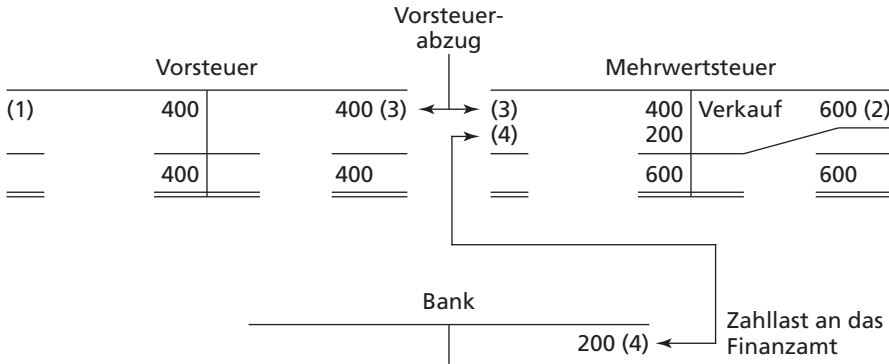 Vorsteuer-
abzug
Vorsteuer
Mehrwertsteuer
(1) 400 400 (3) (3) 400 Verkauf 600 (2)
(4) 200
400 400 600 600
Bank
200 (4) Zahllast an das
Finanzamt